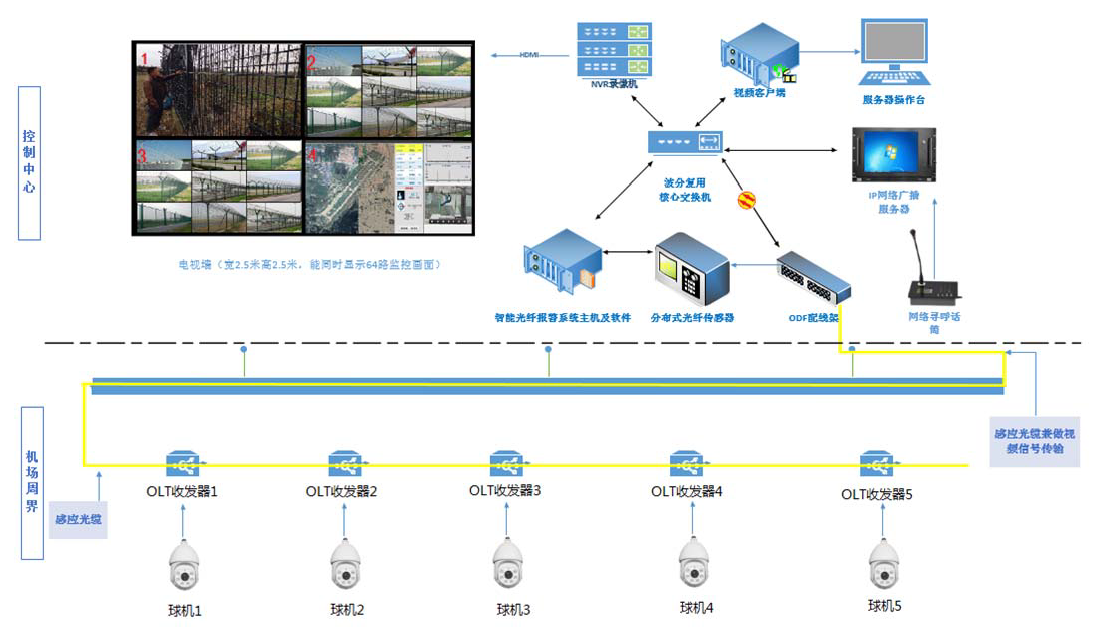 HDMI
NVR录像机
视频客户端
服务器操作台
1
2
3
4
控
制
中
心
波分复用
核心交换机
IP网络广播
服务器
电视墙（宽2.5米高2.5米，能同时显示64路监控画面）
智能光纤报警系统主机及软件
分布式光纤传感器
ODF配线架
网络寻呼话
筒
机
场
周
界
感应光缆兼做视
频信号传输
OLT收发器1
OLT收发器2
OLT收发器3
OLT收发器4
OLT收发器5
感应光缆
球机1
球机2
球机3
球机4
球机5